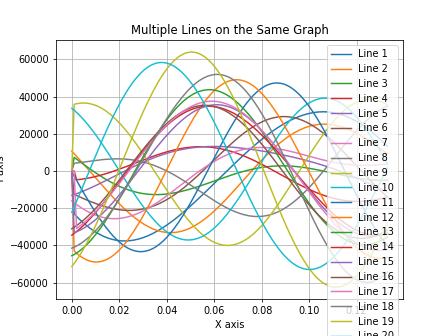 Multiple Lines on the Same Graph
60000
40000
20000
0
−20000
−40000
−60000
0.00
0.02
0.04
0.06
0.08
0.10
X axis
axis
Line 1
Line 2
Line 3
Line 4
Line 5
Line 6
Line 7
Line 8
Line 10
Line 11
Line 12
Line 13
Line 14
Line 15
Line 16
Line 17
Line 18
Line 19
Line 20